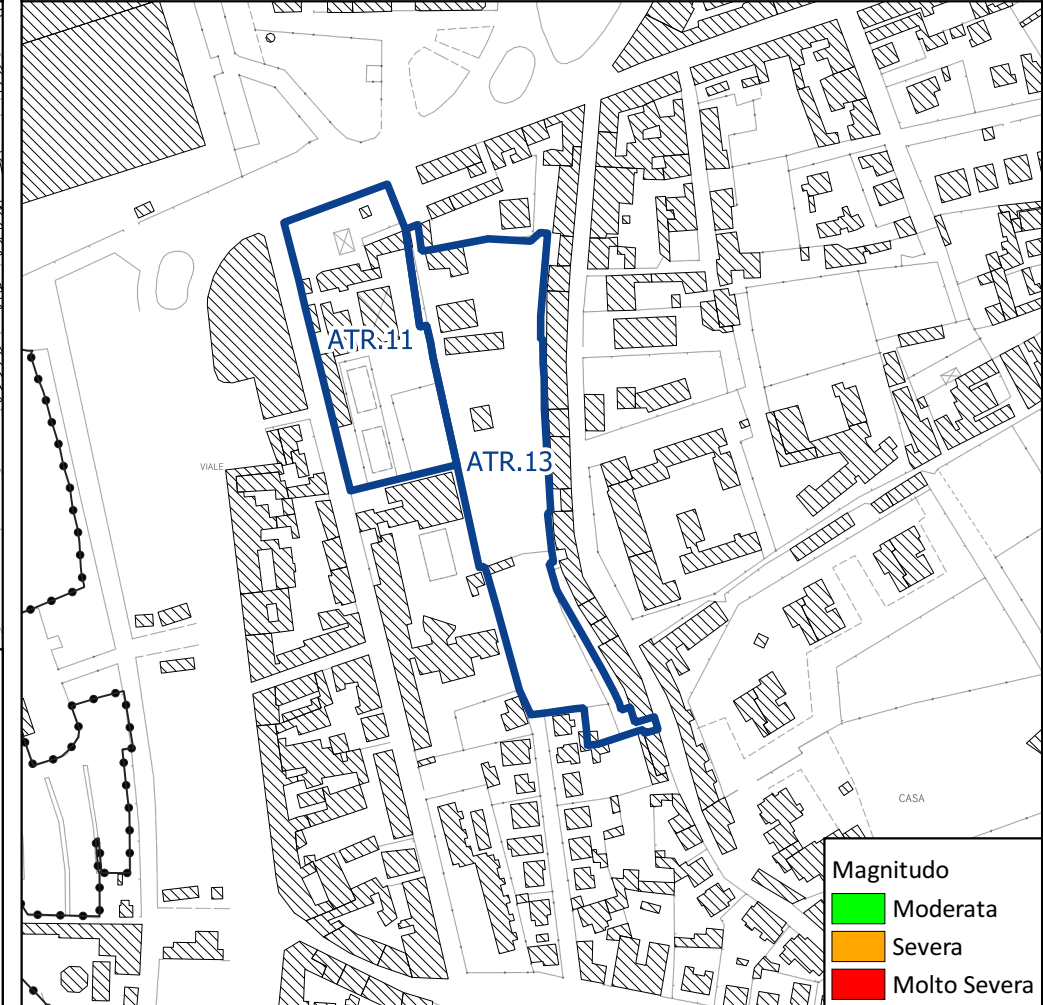 ATR.11
ATR.13
VIALE
CASA
Magnitudo
Moderata
Severa
Molto Severa